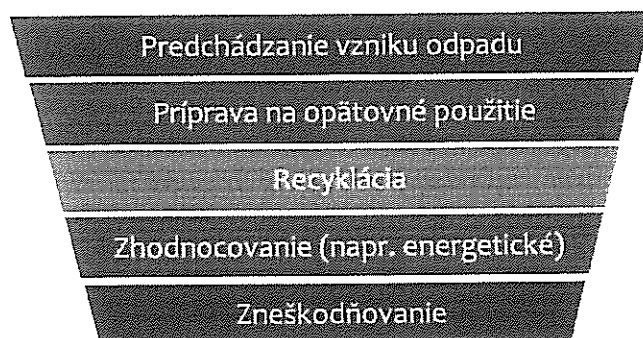 Predchádzanie vzniku odpadu
Príprava na opätovné použitie
Recyklácia
Zhodnocovanie (napr. energetické)
Zneškodňovanie